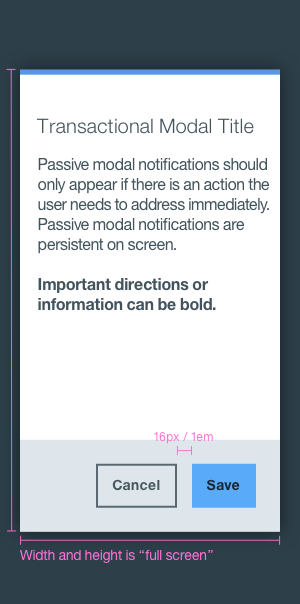 Transactional Modal Title
Passive modal notifications should
only appear if there is an action the
user needs to address immediately.
Passive modal notifications are
persistent on screen.
Important directions or
information can be bold.
16px / 1em
Cancel
Save
Width and height is “full screen”